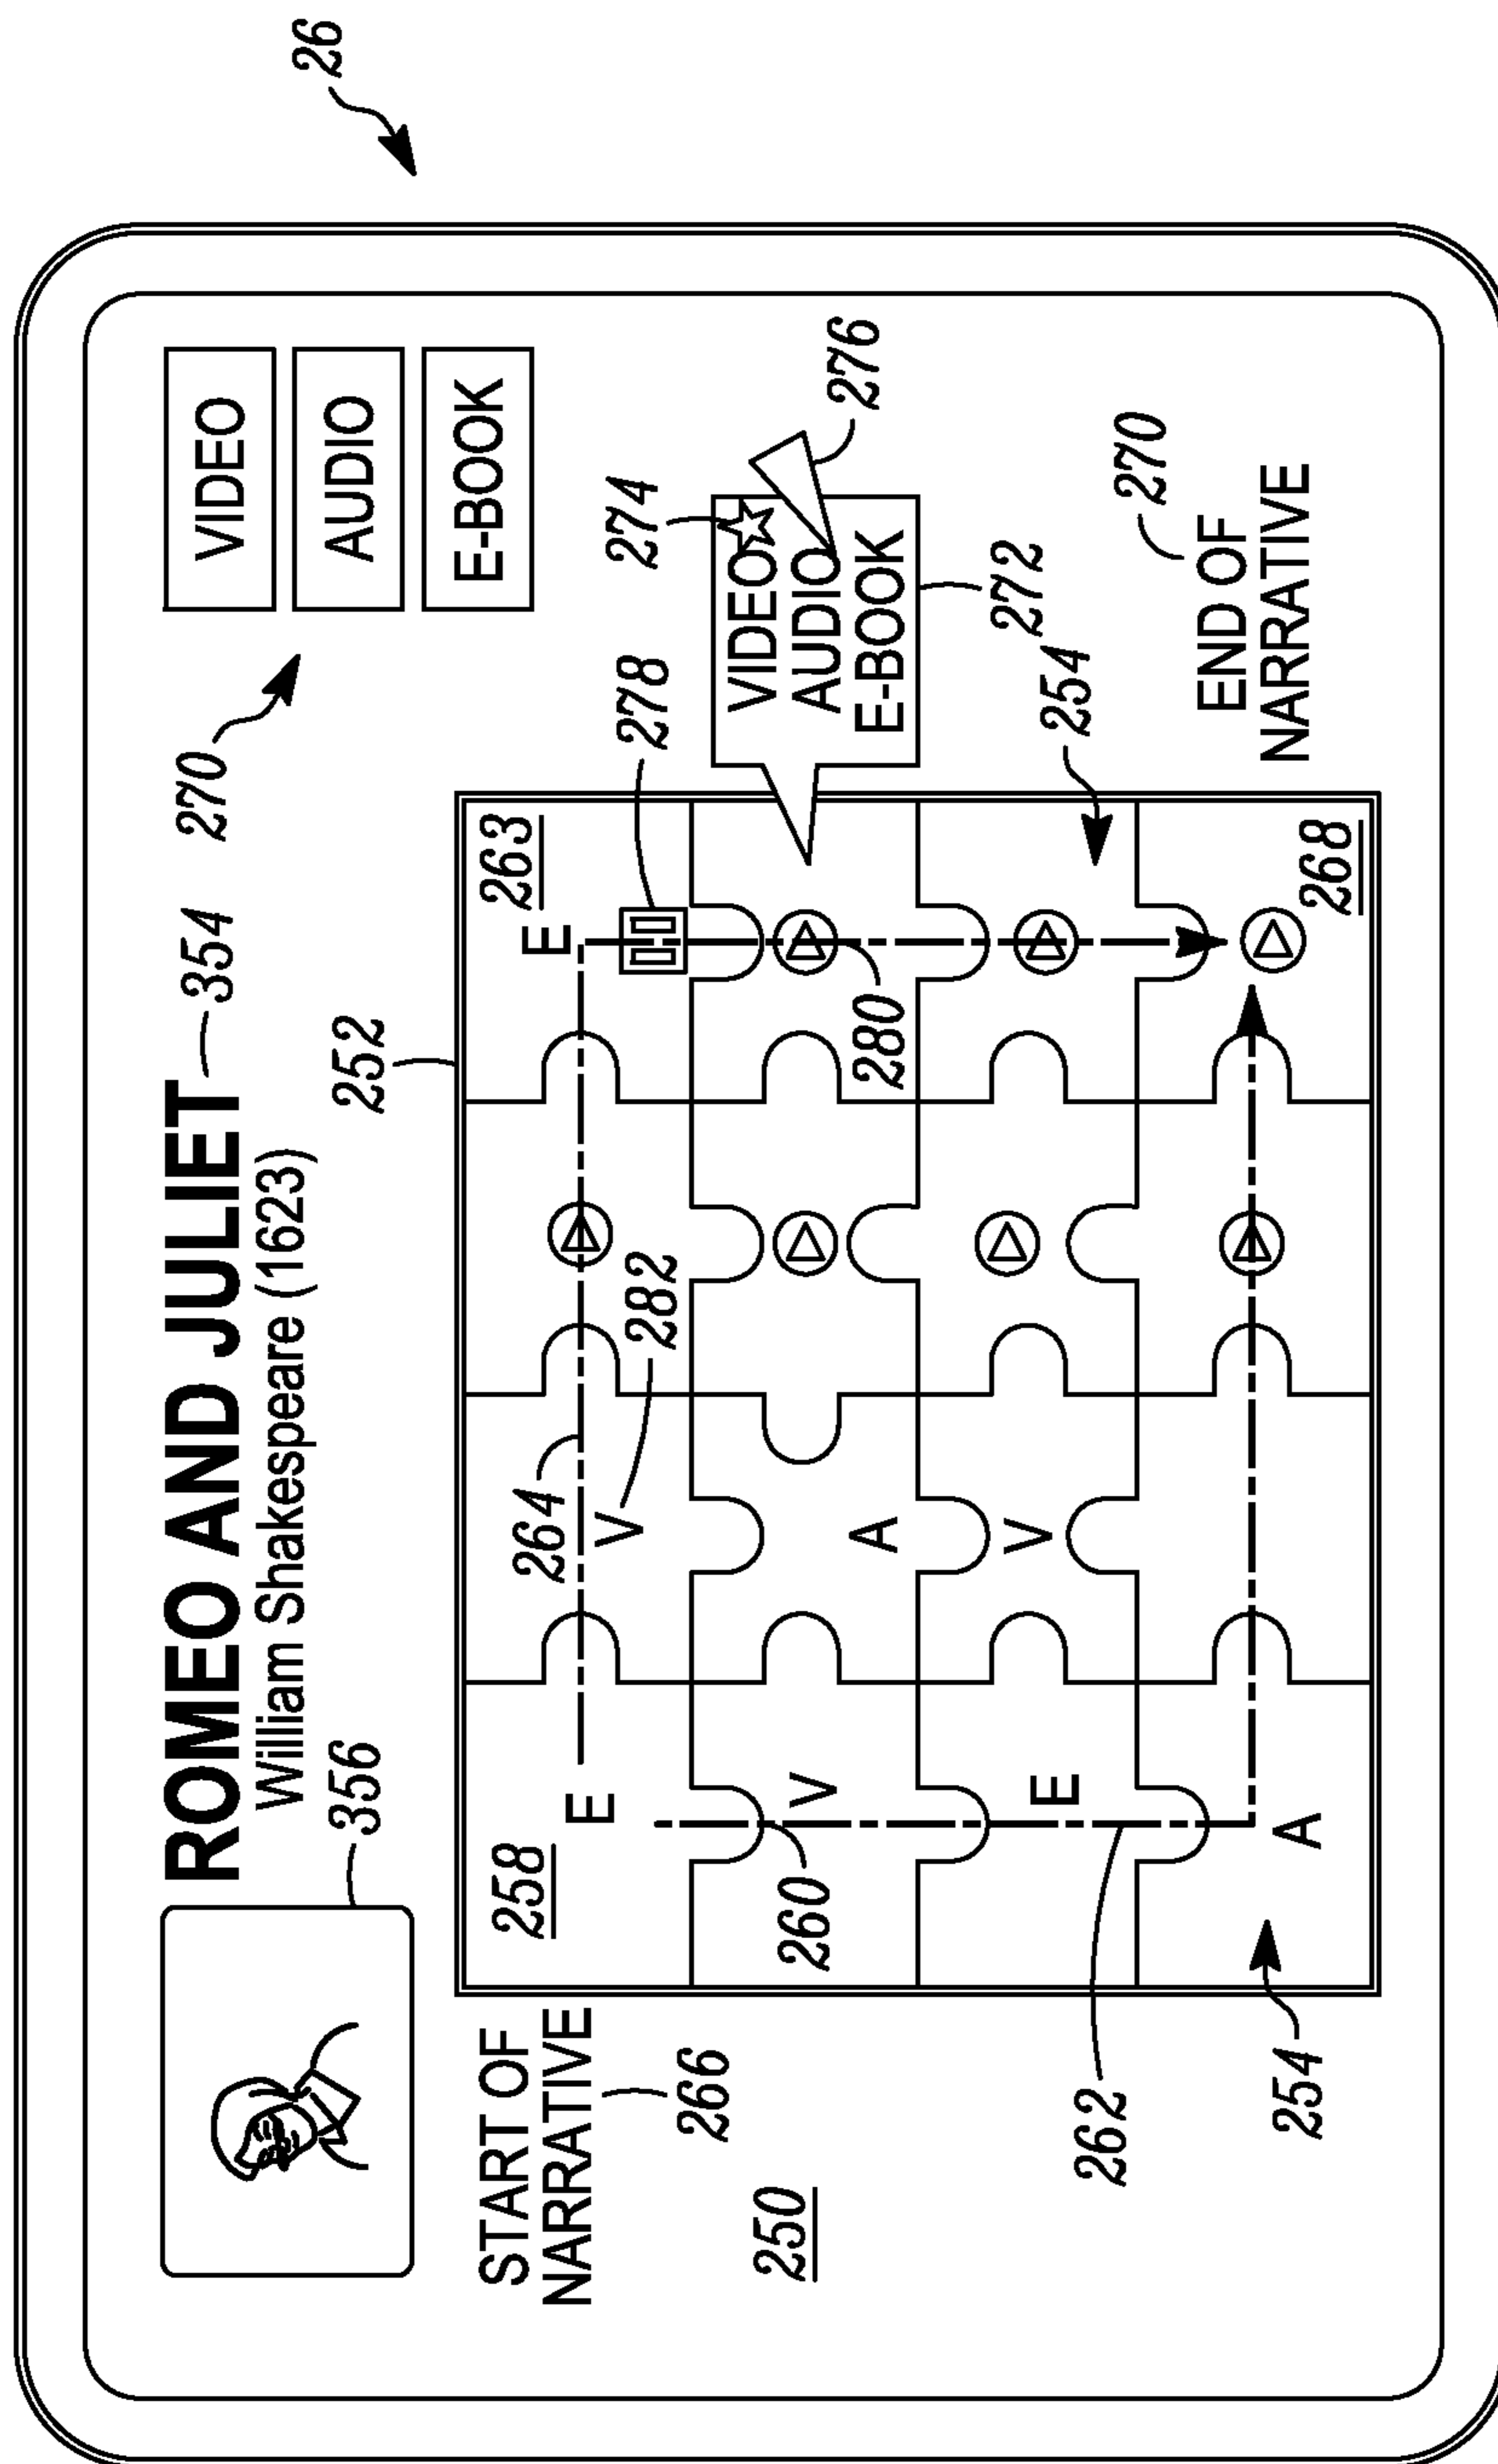 26
ROMEO AND JULIET
354
William Shakespeare (1623)
356
270
VIDEO
AUDIO
E-BOOK
252
START OF
NARRATIVE
266
250
258
E
264
V
282
E
263
278
274
VIDEO
AUDIO
E-BOOK
276
272
260
V
A
280
262
E
V
254
254
A
268
270
END OF
NARRATIVE